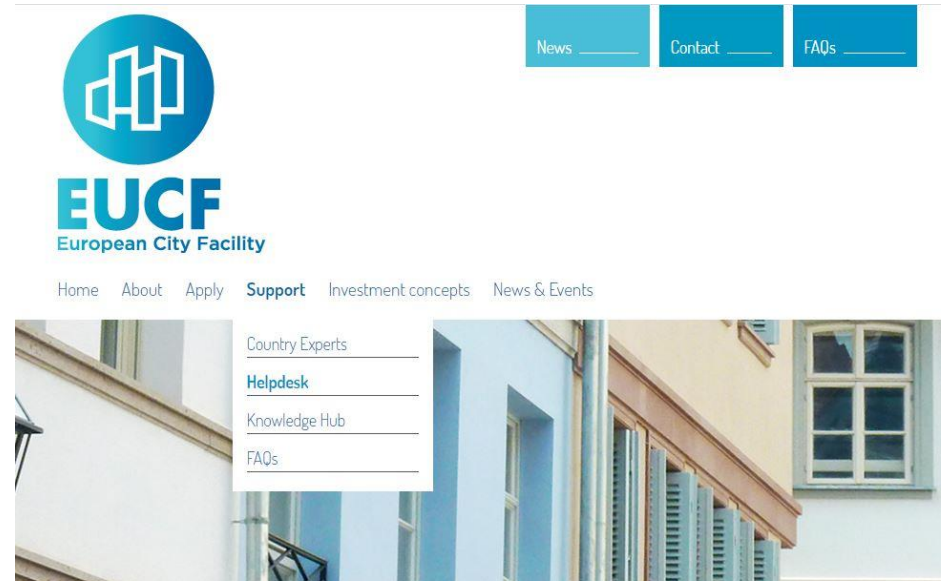 News
Contact
FAQs
EUCF
European City Facility
Home About Apply Support Investment concepts News & Events
Country Experts
Helpdesk
Knowledge Hub
FAQs